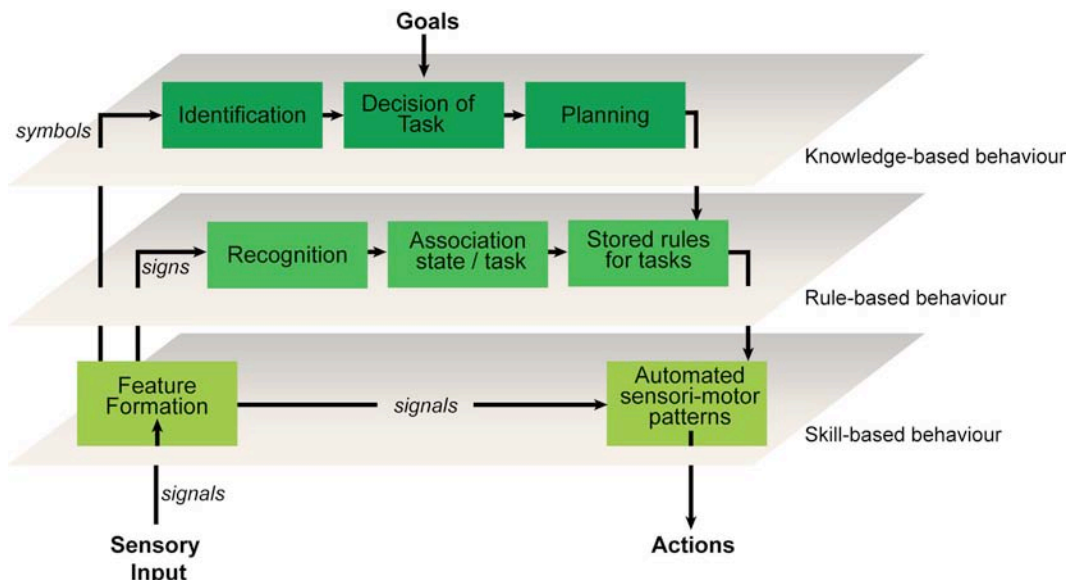 Goals
Identification
Decision of
Task
Planning
symbols
Knowledge-based behaviour
Recognition
Association
state / task
Stored rules
for tasks
signs
Rule-based behaviour
Feature
Formation
signals
Automated
sensori-motor
patterns
Skill-based behaviour
signals
Sensory
Input
Actions